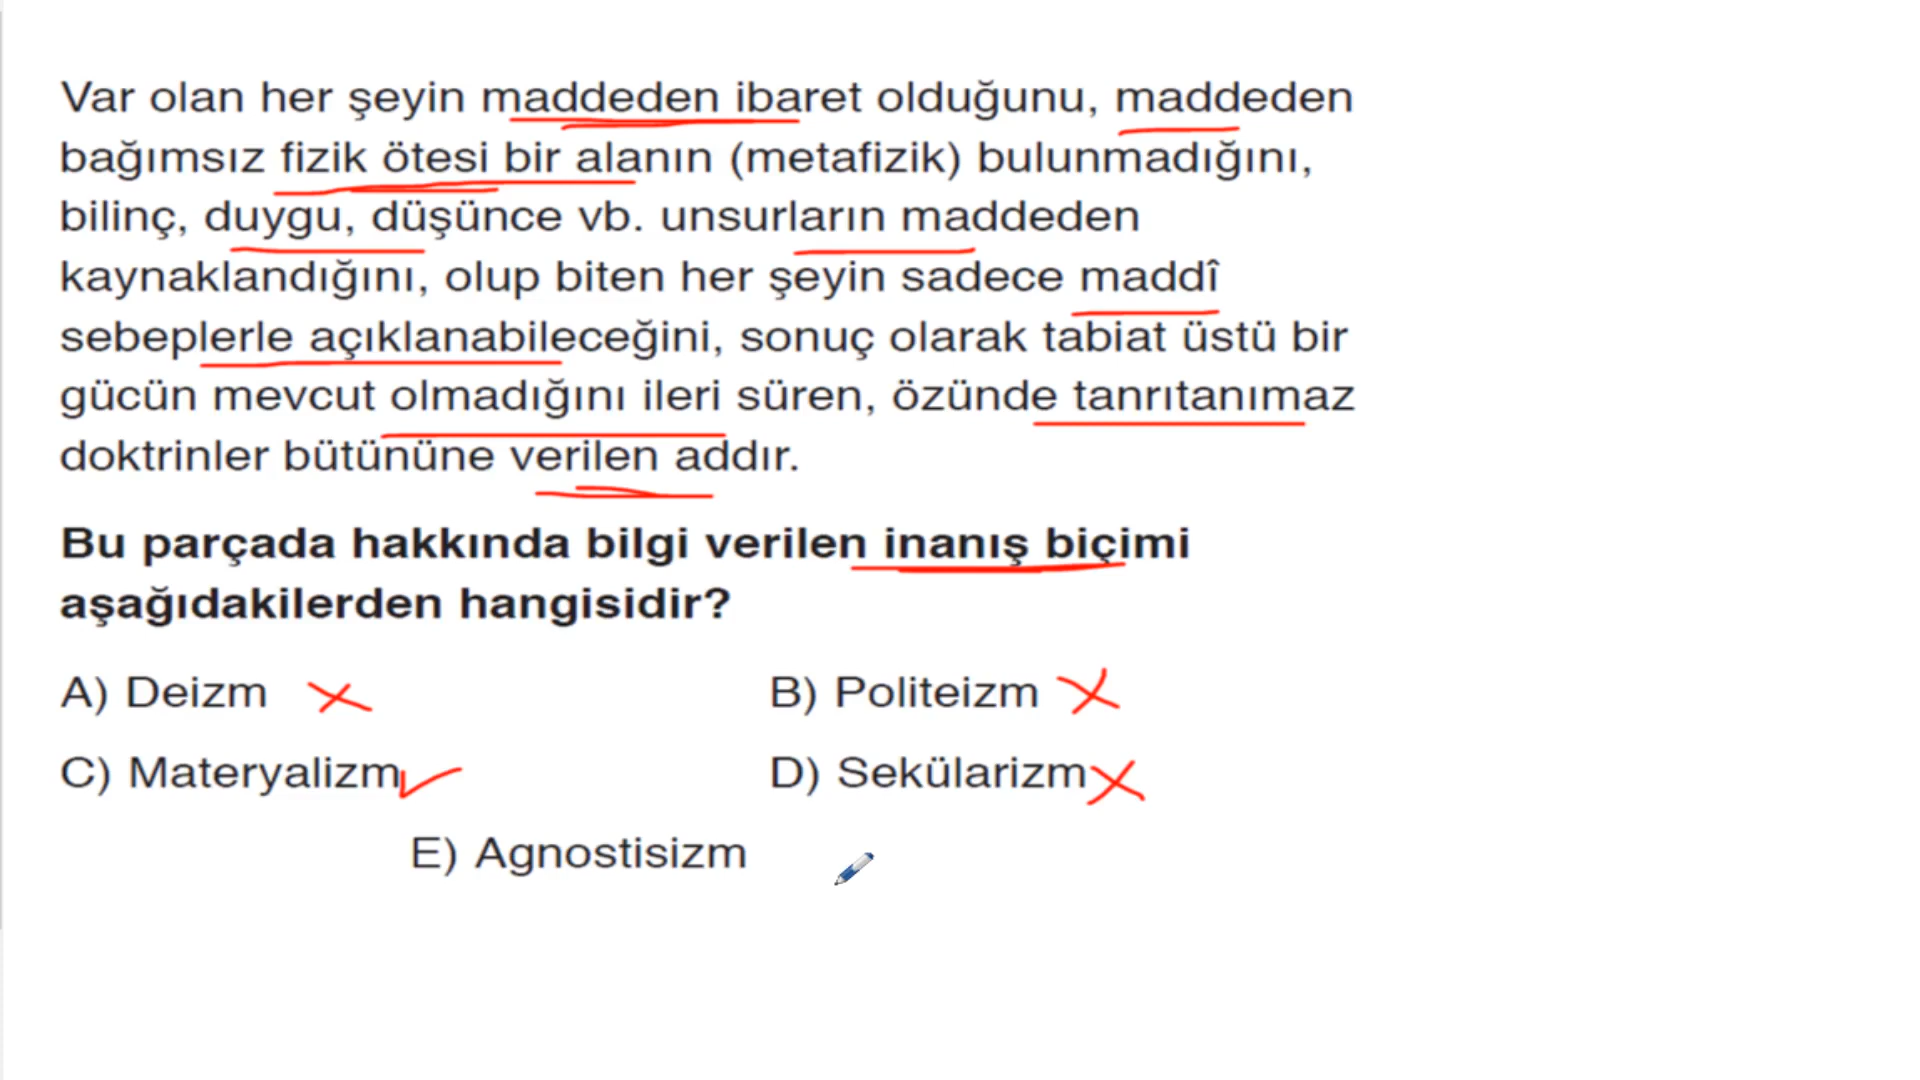 Var olan her şeyin maddeden ibaret olduğunu, maddeden
bağımsız fizik ötesi bir alanın (metafizik) bulunmadığını,
bilinç, duygu, düşünce vb. unsurların maddeden
kaynaklandığını, olup biten her şeyin sadece maddî
sebeplerle açıklanabileceğini, sonuç olarak tabiat üstü bir
gücün mevcut olmadığını ileri süren, özünde tanrıtanımaz
doktrinler bütününe verilen addır.
Bu parçada hakkında bilgi verilen inanış biçimi
aşağıdakilerden hangisidir?
A) Deizm
B) Politeizm
C) Materyalizm
D) Sekülarizm
E) Agnostisizm